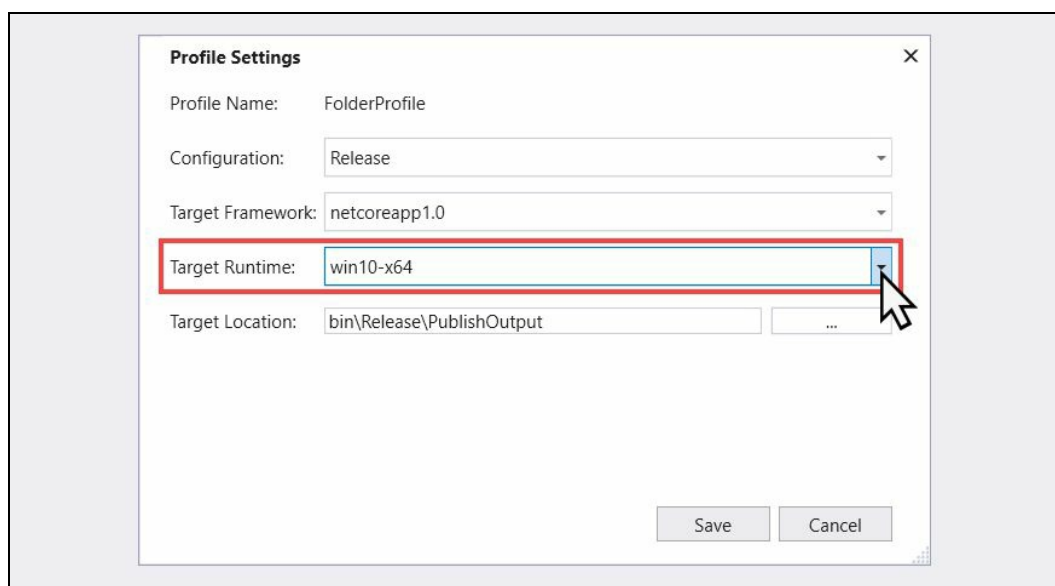 Profile Settings
Profile Name: FolderProfile
Configuration: Release
Target Framework: netcoreapp1.0
Target Runtime: win10-x64
Target Location: bin\Release\PublishOutput ...
Save Cancel